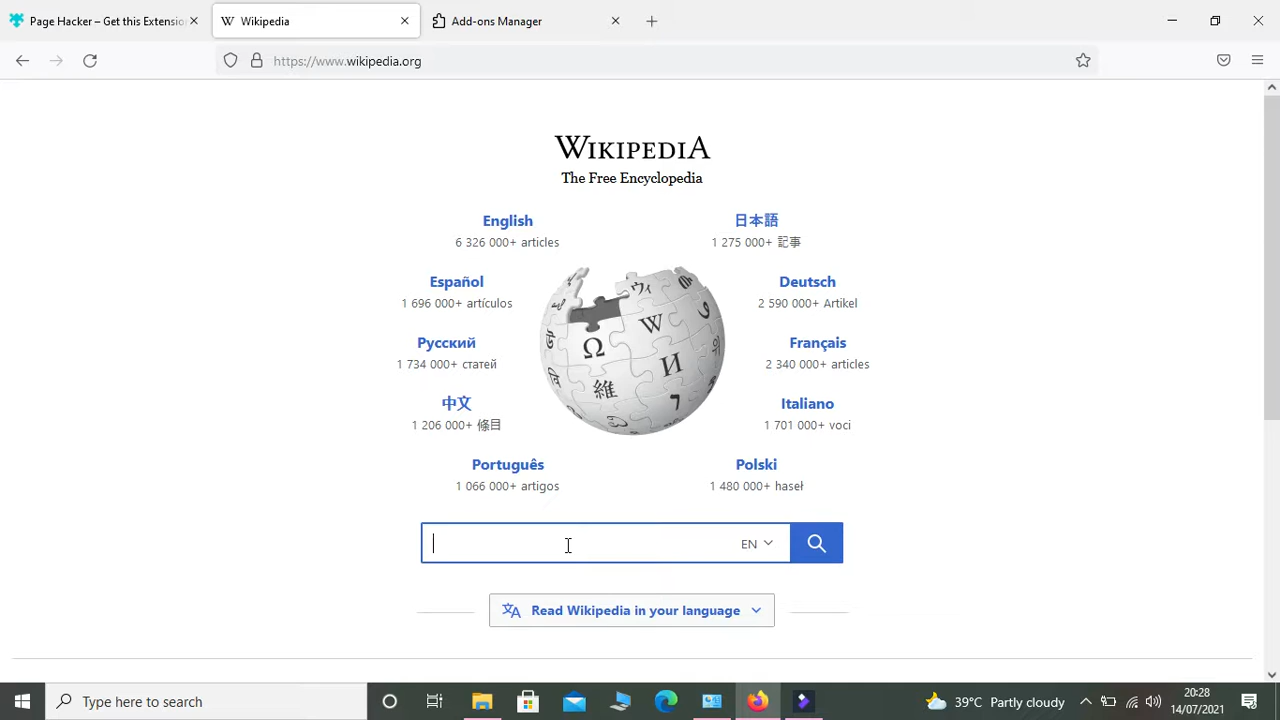 Page Hacker – Get this Extensio
Wikipedia
Add-ons Manager
https://www.wikipedia.org
WIKIPEDIA
The Free Encyclopedia
English
6 326 000+ articles
日本語
1 275 000+ 記事
Español
1 696 000+ artículos
Deutsch
2 590 000+ Artikel
Русский
1 734 000+ статей
Français
2 340 000+ articles
中文
1 206 000+ 條目
Italiano
1 701 000+ voci
Português
1 066 000+ artigos
Polski
1 480 000+ haseł
Ω
W
И
維
ウィ
EN
Read Wikipedia in your language
Type here to search
39°C Partly cloudy
20:28
14/07/2021